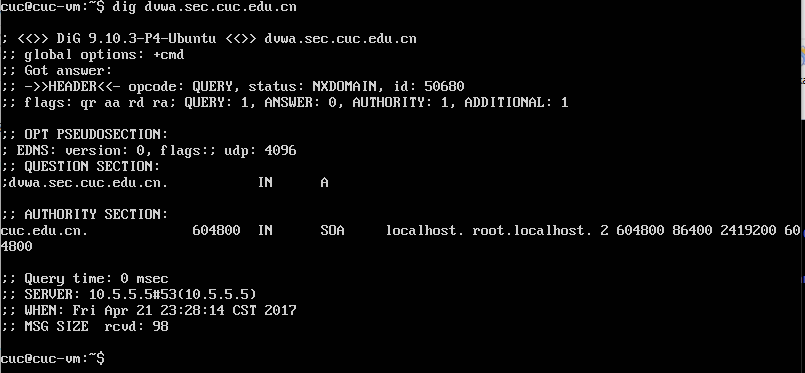 cuc@cuc-vm:~$ dig dvwa.sec.cuc.edu.cn

; <<>> DiG 9.10.3-P4-Ubuntu <<>> dvwa.sec.cuc.edu.cn
;; global options: +cmd
;; Got answer:
;; ->>HEADER<<- opcode: QUERY, status: NXDOMAIN, id: 50680
;; flags: qr aa rd ra; QUERY: 1, ANSWER: 0, AUTHORITY: 1, ADDITIONAL: 1

;; OPT PSEUDOSECTION:
; EDNS: version: 0, flags:; udp: 4096
;; QUESTION SECTION:
;dvwa.sec.cuc.edu.cn.           IN      A

;; AUTHORITY SECTION:
cuc.edu.cn.             604800  IN      SOA     localhost. root.localhost. 2 604800 86400 2419200 60
4800

;; Query time: 0 msec
;; SERVER: 10.5.5.5#53(10.5.5.5)
;; WHEN: Fri Apr 21 23:28:14 CST 2017
;; MSG SIZE  rcvd: 98

cuc@cuc-vm:~$